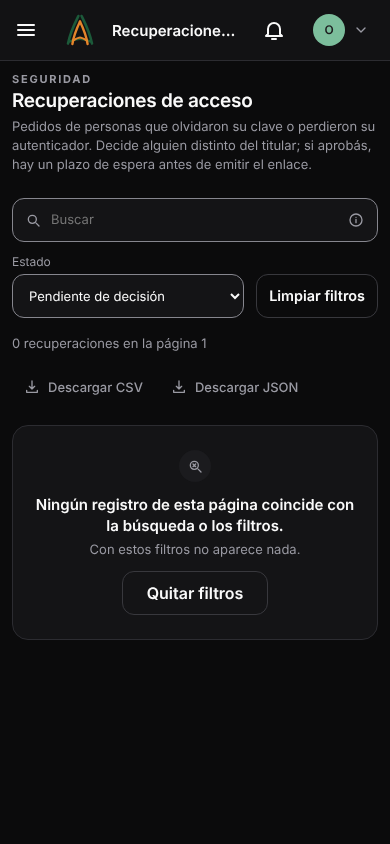 Recuperacione...
O
SEGURIDAD
Recuperaciones de acceso
Pedidos de personas que olvidaron su clave o perdieron su
autenticador. Decide alguien distinto del titular; si aprobás,
hay un plazo de espera antes de emitir el enlace.
Buscar
Estado
Pendiente de decisión
Limpiar filtros
0 recuperaciones en la página 1
Descargar CSV
Descargar JSON
Ningún registro de esta página coincide con
la búsqueda o los filtros.
Con estos filtros no aparece nada.
Quitar filtros